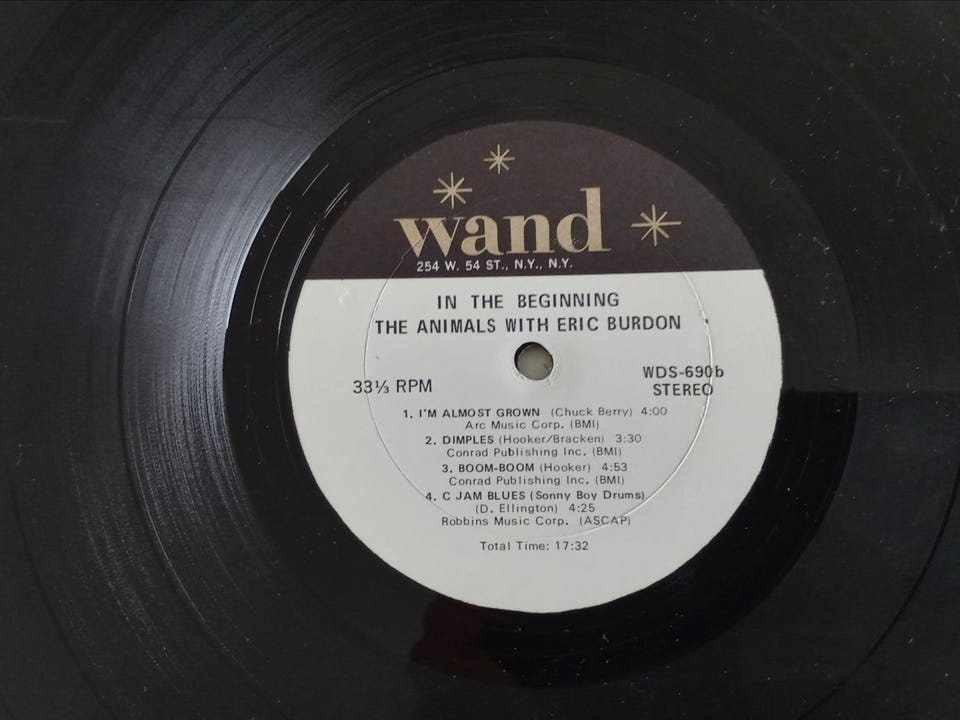 wand
254 W. 54 ST., N.Y., N.Y.
IN THE BEGINNING
THE ANIMALS WITH ERIC BURDON
33⅓ RPM
WDS-690b
STEREO
1. I'M ALMOST GROWN (Chuck Berry) 4:00
Arc Music Corp. (BMI)
2. DIMPLES (Hooker/Bracken) 3:30
Conrad Publishing Inc. (BMI)
3. BOOM-BOOM (Hooker) 4:53
Conrad Publishing Inc. (BMI)
4. C JAM BLUES (Sonny Boy Drums)
(D. Ellington) 4:25
Robbins Music Corp. (ASCAP)
Total Time: 17:32